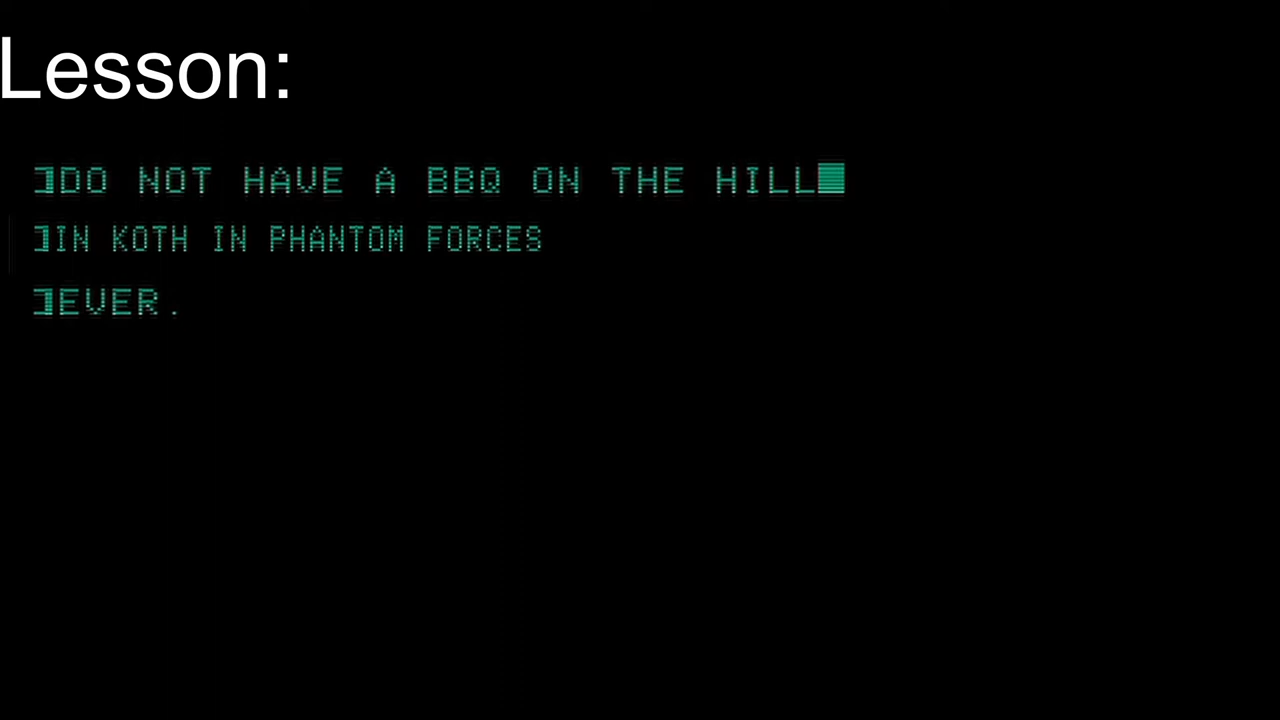 Lesson:
]DO NOT HAVE A BBQ ON THE HILL
]IN KOTH IN PHANTOM FORCES
]EVER.